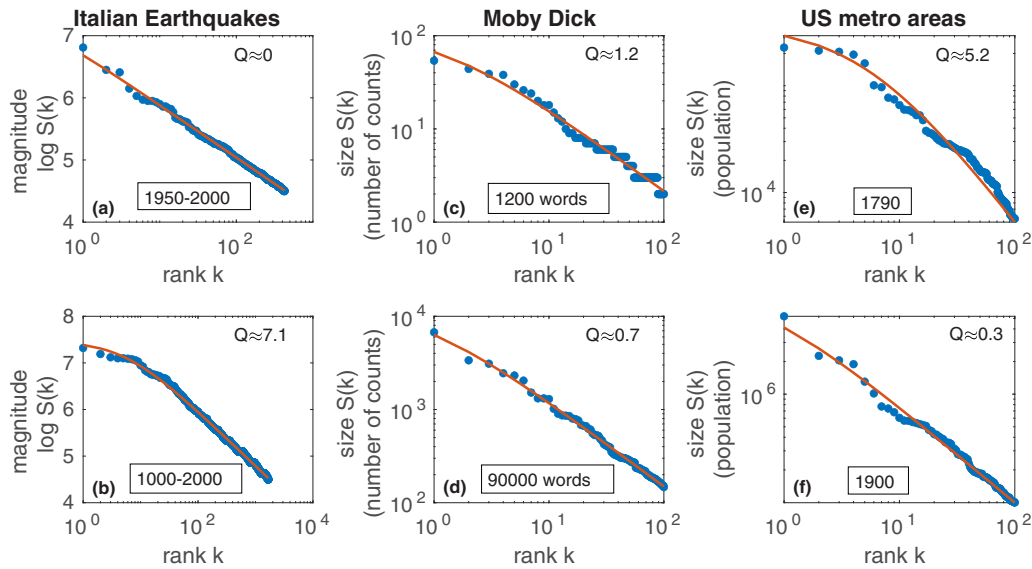 Italian Earthquakes
magnitude
log S(k)
7
6
5
4
Q≈0
(a)
1950-2000
10^0
10^2
rank k
Moby Dick
size S(k)
(number of counts)
10^2
10^1
10^0
Q≈1.2
(c)
1200 words
10^0
10^1
10^2
rank k
US metro areas
size S(k)
(population)
10^4
Q≈5.2
(e)
1790
10^0
10^1
10^2
rank k
magnitude
log S(k)
8
7
6
5
4
Q≈7.1
(b)
1000-2000
10^0
10^2
10^4
rank k
size S(k)
(number of counts)
10^4
10^3
10^2
Q≈0.7
(d)
90000 words
10^0
10^1
10^2
rank k
size S(k)
(population)
10^6
Q≈0.3
(f)
1900
10^0
10^1
10^2
rank k